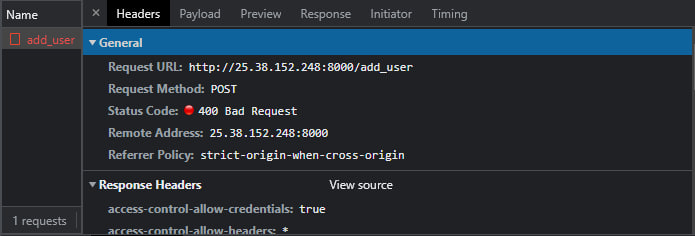 Name
× Headers Payload Preview Response Initiator Timing
add_user
▼ General
Request URL: http://25.38.152.248:8000/add_user
Request Method: POST
Status Code: 400 Bad Request
Remote Address: 25.38.152.248:8000
Referrer Policy: strict-origin-when-cross-origin
▼ Response Headers View source
access-control-allow-credentials: true
access-control-allow-headers: *
1 requests